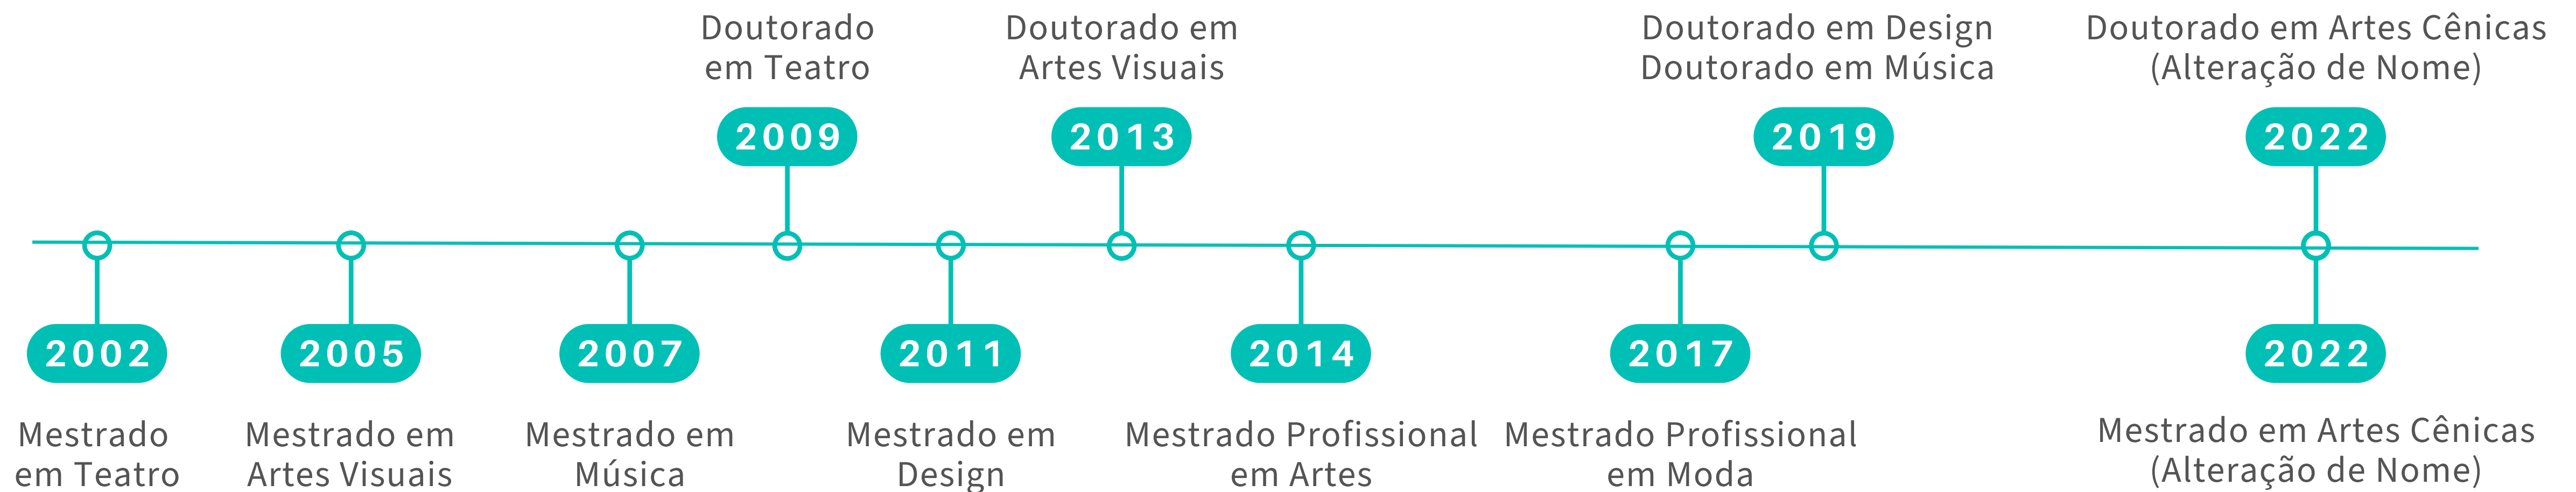 Doutorado
em Teatro
2009
Doutorado em
Artes Visuais
2013
Doutorado em Design
Doutorado em Música
2019
Doutorado em Artes Cênicas
(Alteração de Nome)
2022
2002
Mestrado
em Teatro
2005
Mestrado em
Artes Visuais
2007
Mestrado em
Música
2011
Mestrado em
Design
2014
Mestrado Profissional
em Artes
2017
Mestrado Profissional
em Moda
2022
Mestrado em Artes Cênicas
(Alteração de Nome)